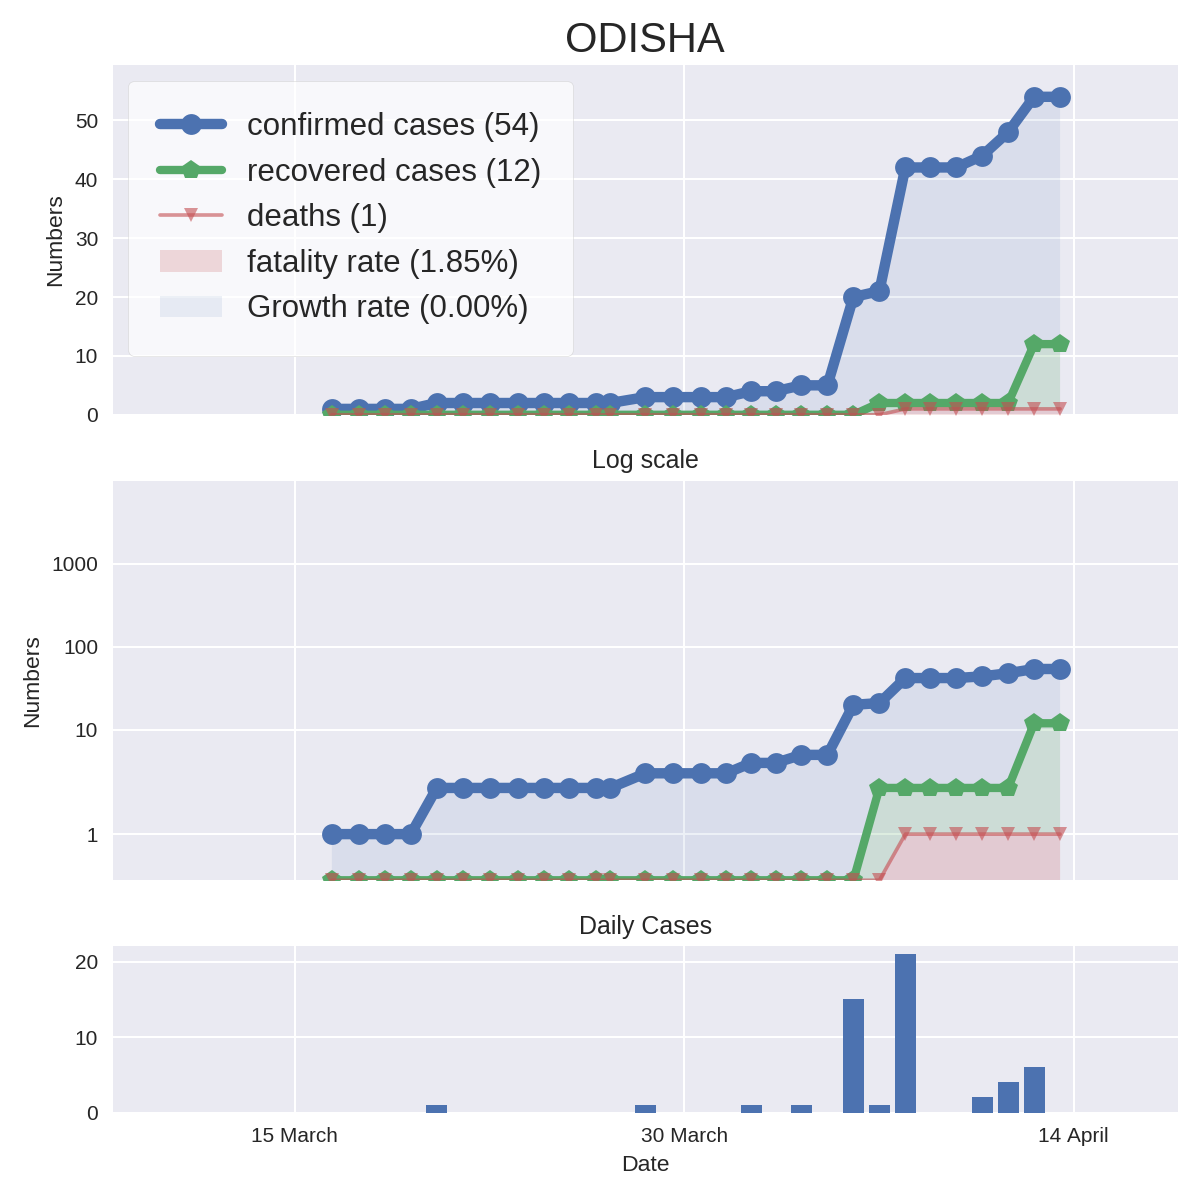 ODISHA
confirmed cases (54)
recovered cases (12)
deaths (1)
fatality rate (1.85%)
Growth rate (0.00%)
Numbers
50
40
30
20
10
0
Log scale
Numbers
1000
100
10
1
Daily Cases
20
10
0
15 March
30 March
14 April
Date